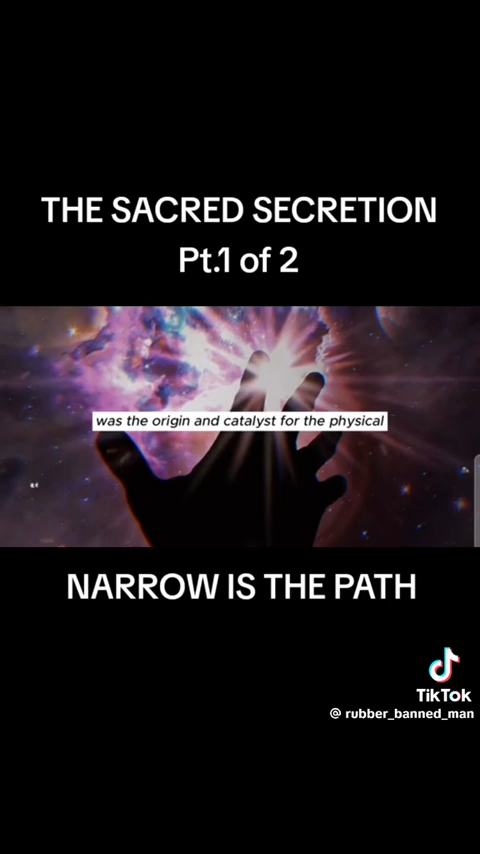 THE SACRED SECRETION
Pt.1 of 2
was the origin and catalyst for the physical
NARROW IS THE PATH
TikTok
@ rubber_banned_man